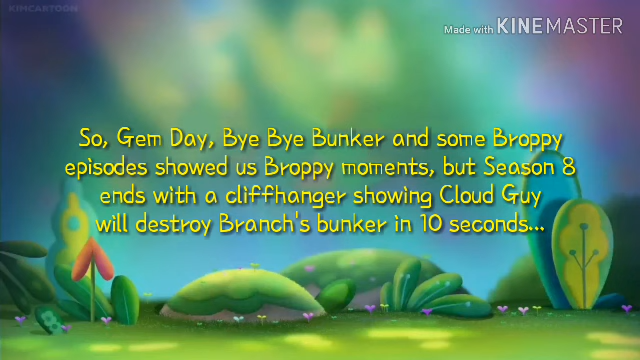 KIMCARTOON
Made with KINEMASTER
So, Gem Day, Bye Bye Bunker and some Broppy
episodes showed us Broppy moments, but Season 8
ends with a cliffhanger showing Cloud Guy
will destroy Branch's bunker in 10 seconds...